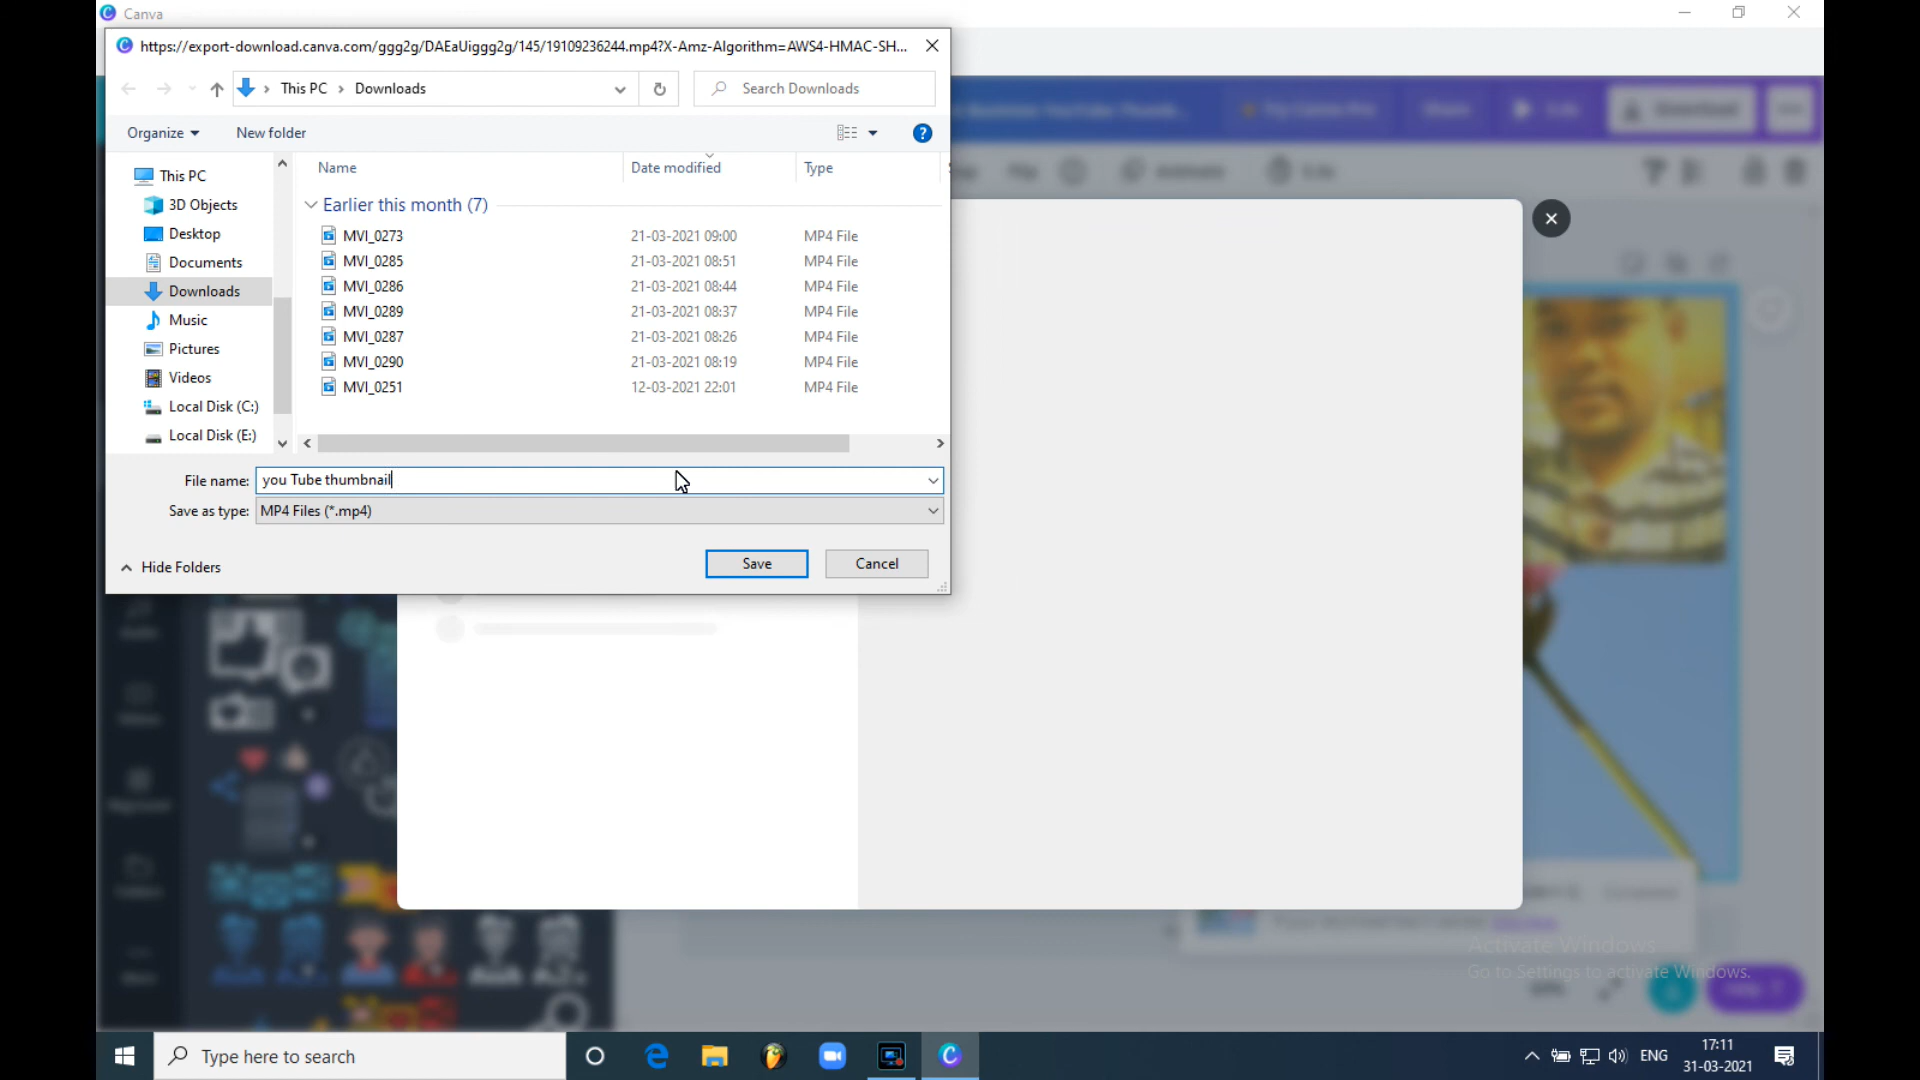 Canva
https://export-download.canva.com/ggg2g/DAEaUiggg2g/145/19109236244.mp4?X-Amz-Algorithm=AWS4-HMAC-SH...
This PC > Downloads
Search Downloads
Organize
New folder
Name
Date modified
Type
This PC
3D Objects
Desktop
Documents
Downloads
Music
Pictures
Videos
Local Disk (C:)
Local Disk (E:)
Earlier this month (7)
MVI_0273 21-03-2021 09:00 MP4 File
MVI_0285 21-03-2021 08:51 MP4 File
MVI_0286 21-03-2021 08:44 MP4 File
MVI_0289 21-03-2021 08:37 MP4 File
MVI_0287 21-03-2021 08:26 MP4 File
MVI_0290 21-03-2021 08:19 MP4 File
MVI_0251 12-03-2021 22:01 MP4 File
File name: you Tube thumbnail
Save as type: MP4 Files (*.mp4)
Hide Folders
Save
Cancel
Try Canva Pro
Share
Download
Flip
Animate
Activate Windows
Go to Settings to activate Windows.
Type here to search
ENG
17:11
31-03-2021